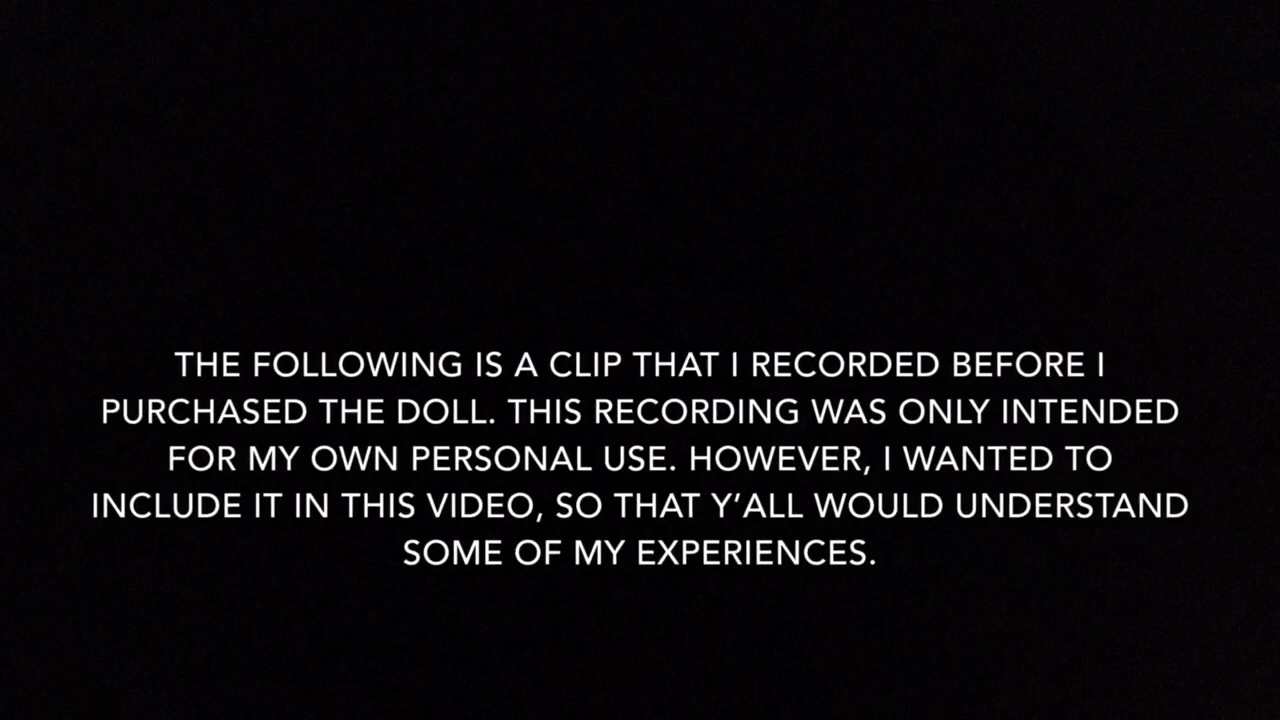 THE FOLLOWING IS A CLIP THAT I RECORDED BEFORE I
PURCHASED THE DOLL. THIS RECORDING WAS ONLY INTENDED
FOR MY OWN PERSONAL USE. HOWEVER, I WANTED TO
INCLUDE IT IN THIS VIDEO, SO THAT Y’ALL WOULD UNDERSTAND
SOME OF MY EXPERIENCES.